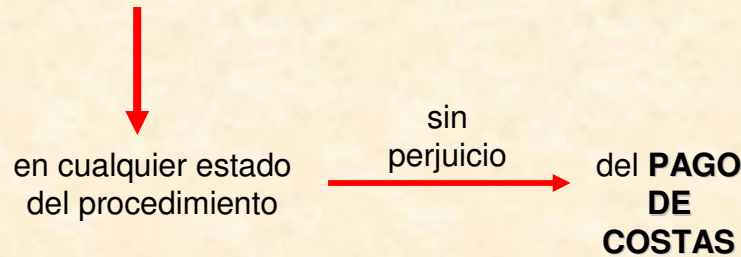 en cualquier estado
del procedimiento
sin
perjuicio
del PAGO
DE
COSTAS